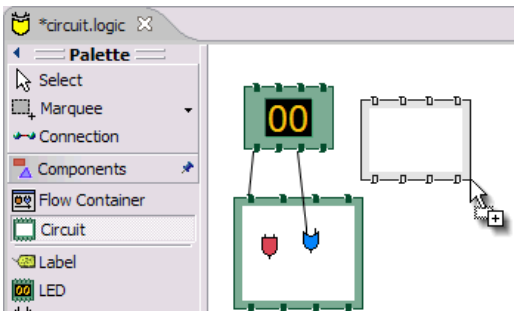 *circuit.logic
Palette
Select
Marquee
Connection
Components
Flow Container
Circuit
Label
LED
00